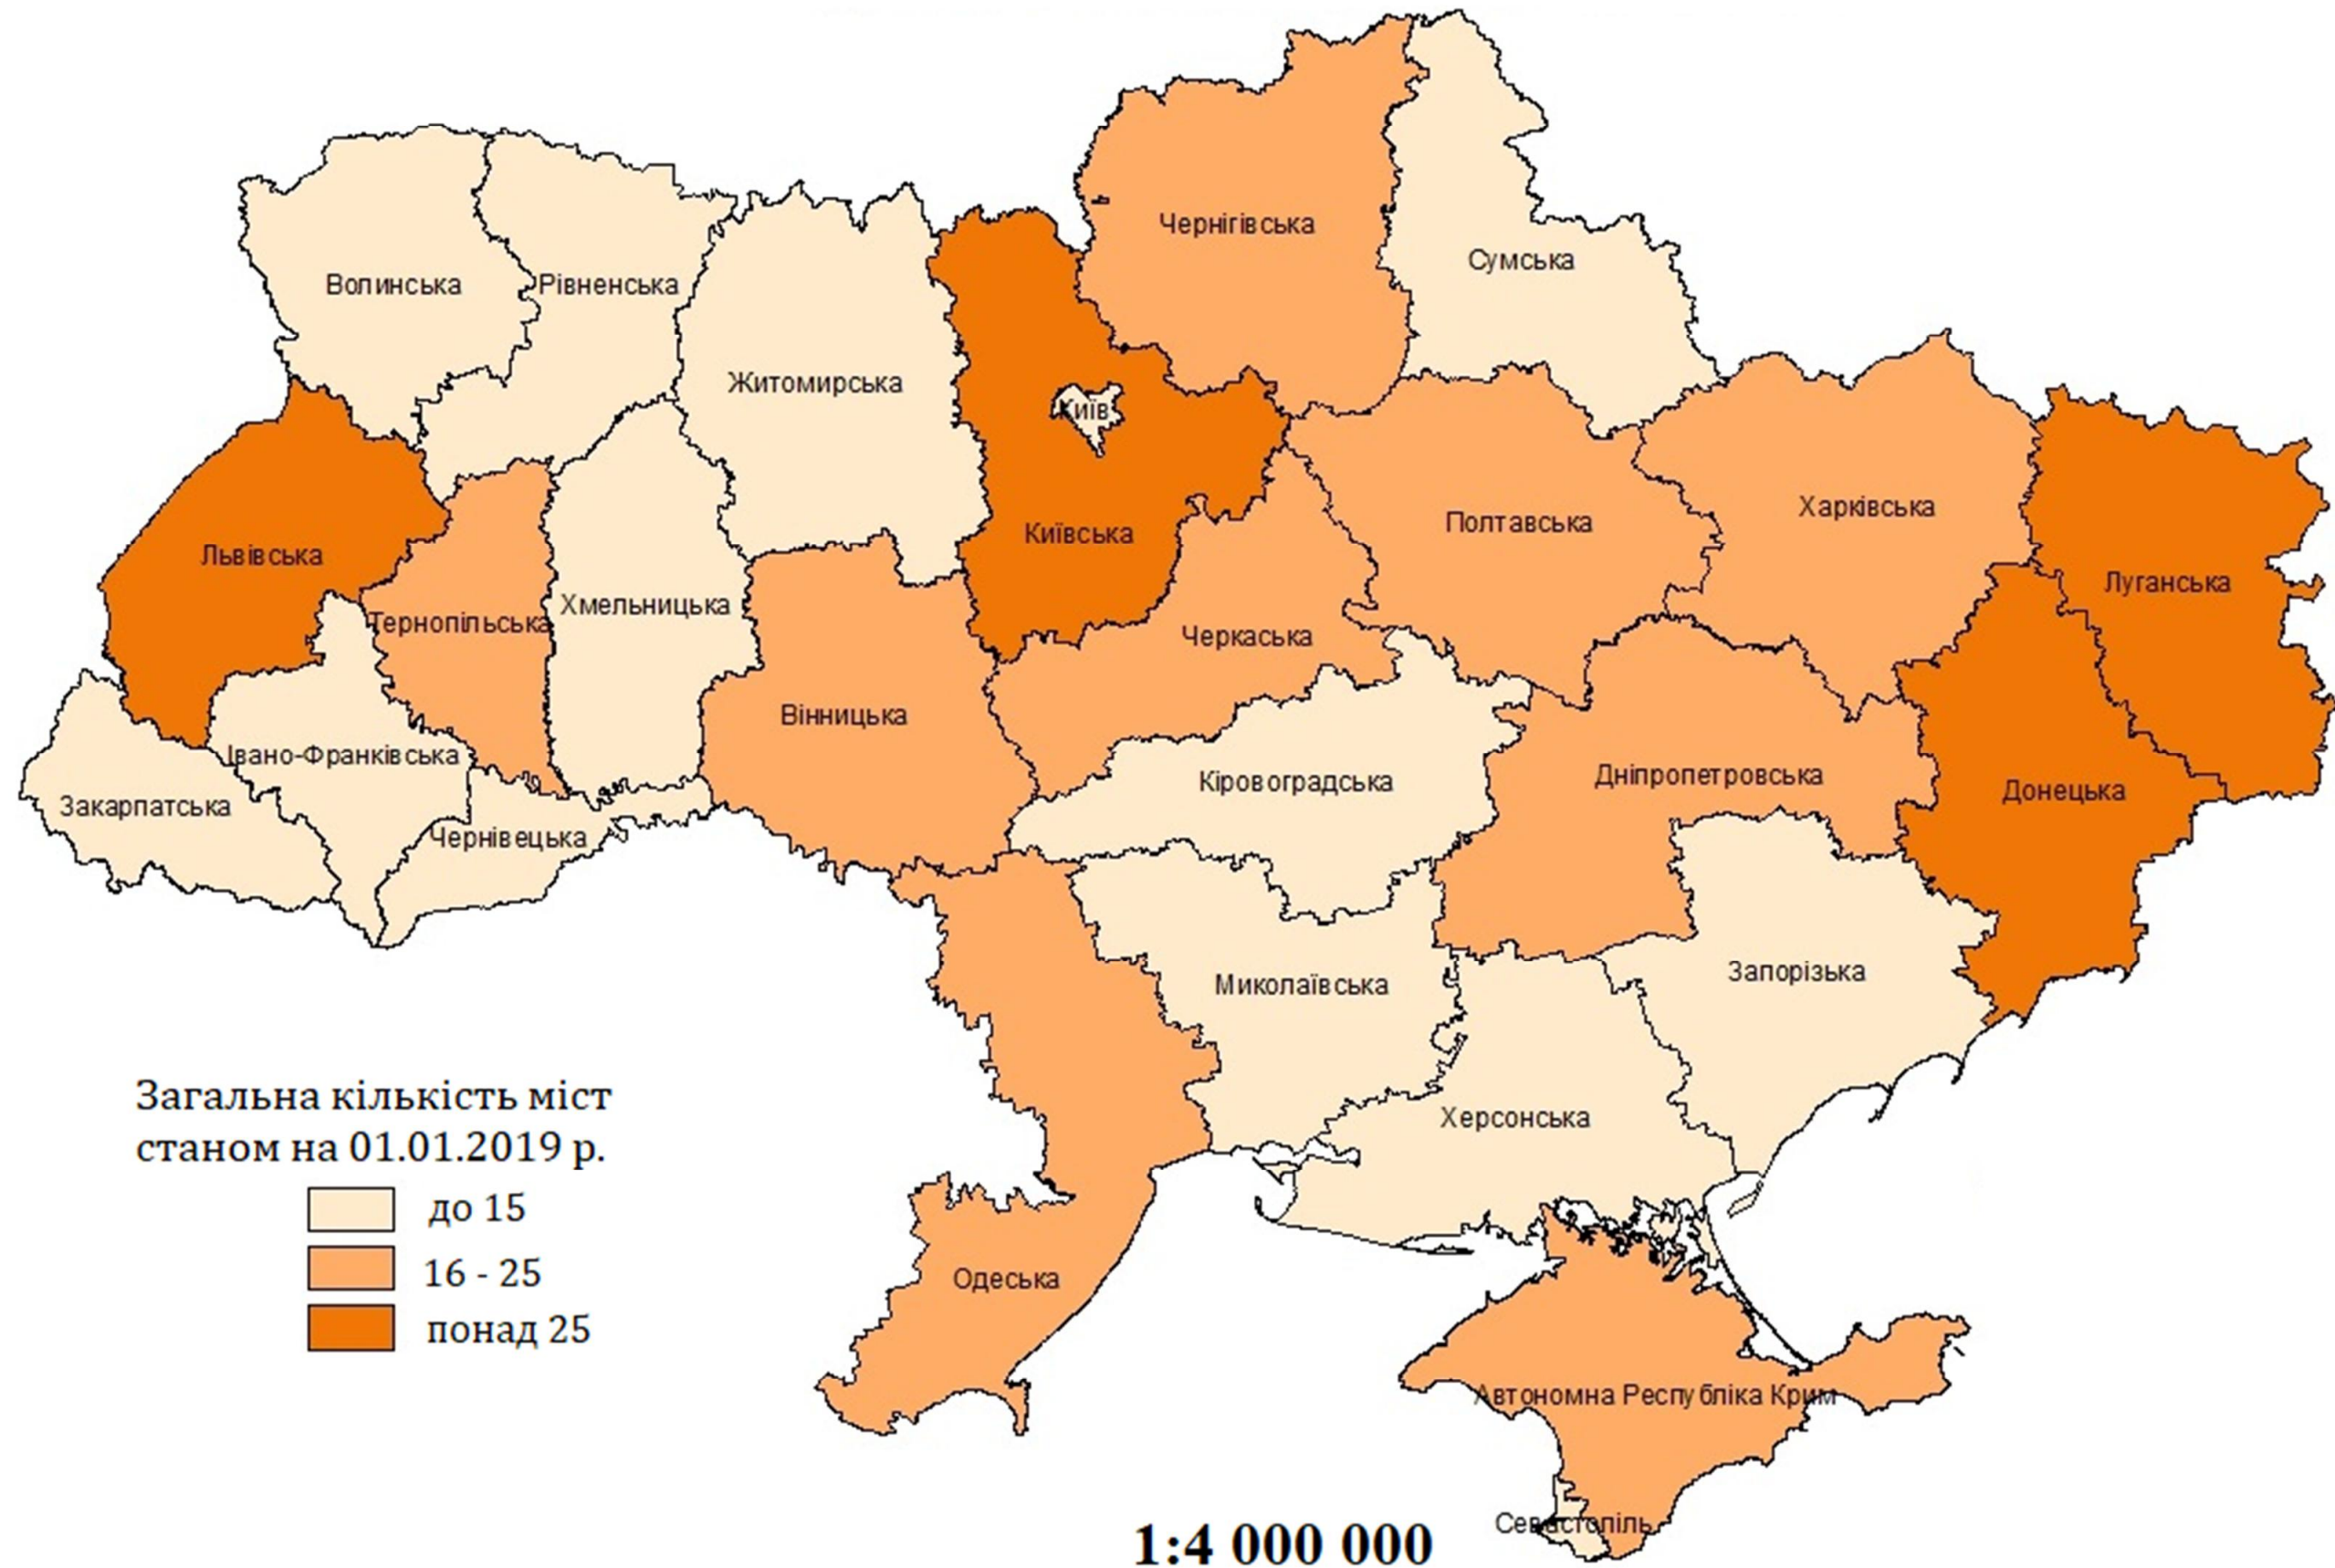 Чернігівська
Сумська
Волинська
Рівненська
Житомирська
Київ
Харківська
Полтавська
Київська
Львівська
Луганська
Хмельницька
Тернопільська
Черкаська
Вінницька
Івано-Франківська
Дніпропетровська
Кіровоградська
Донецька
Закарпатська
Чернівецька
Запорізька
Миколаївська
Херсонська
Загальна кількість міст
станом на 01.01.2019 р.
до 15
16 - 25
понад 25
Одеська
Автономна Республіка Крим
Севастопіль
1:4 000 000